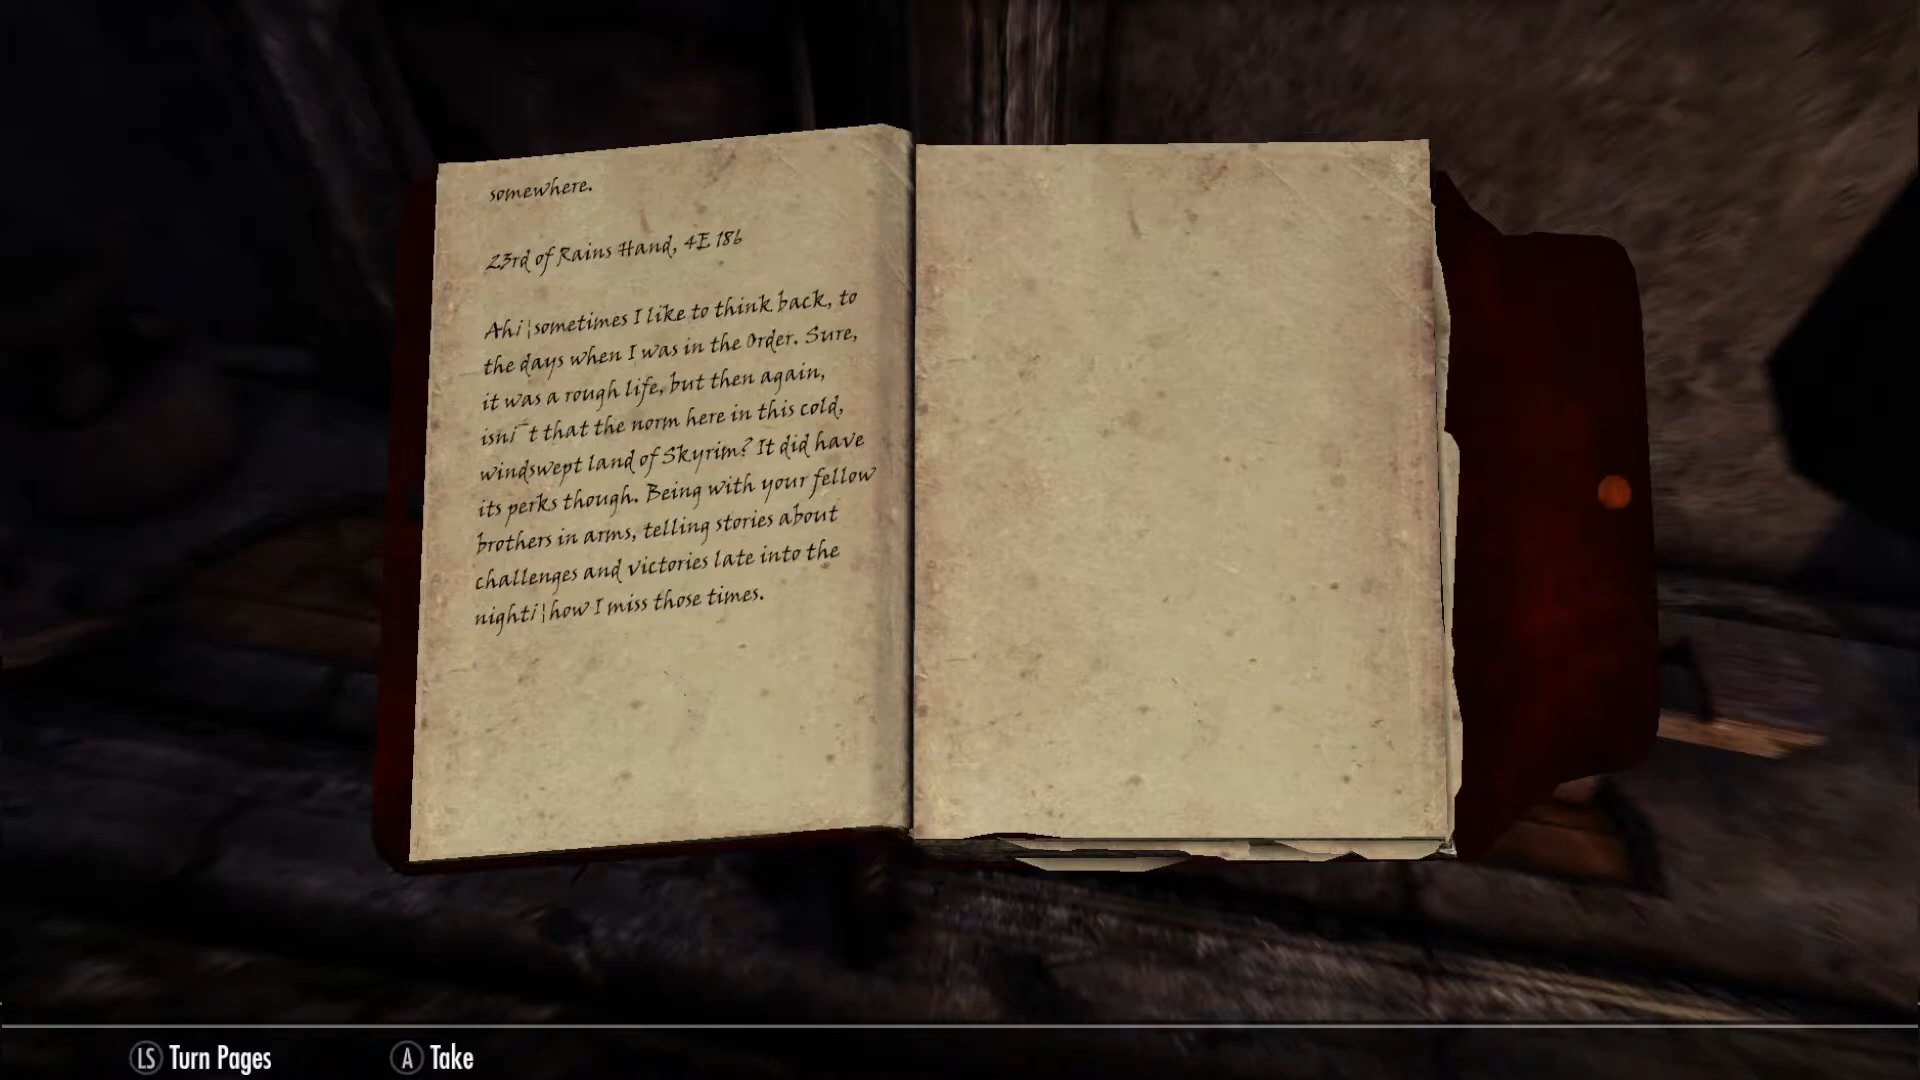 somewhere.
23rd of Rains Hand, 4E 186
Ahí¦sometimes I like to think back, to
the days when I was in the Order. Sure,
it was a rough life, but then again,
isní¯t that the norm here in this cold,
windswept land of Skyrim? It did have
its perks though. Being with your fellow
brothers in arms, telling stories about
challenges and victories late into the
nightí¦how I miss those times.
LS Turn Pages
A Take